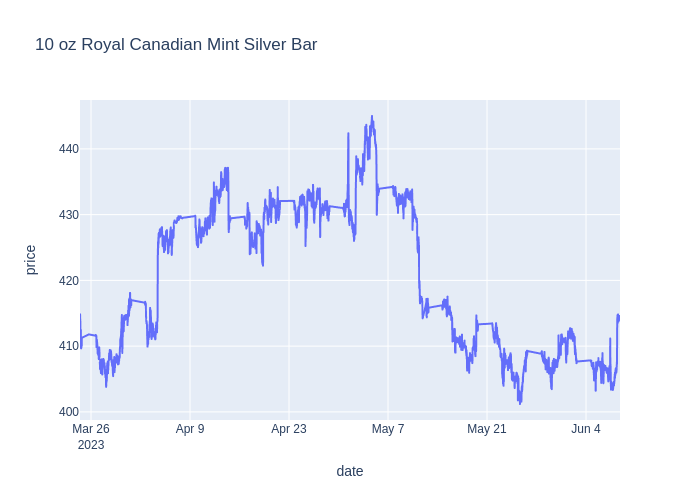 10 oz Royal Canadian Mint Silver Bar
440
430
420
410
400
price
Mar 26
2023
Apr 9
Apr 23
May 7
May 21
Jun 4
date